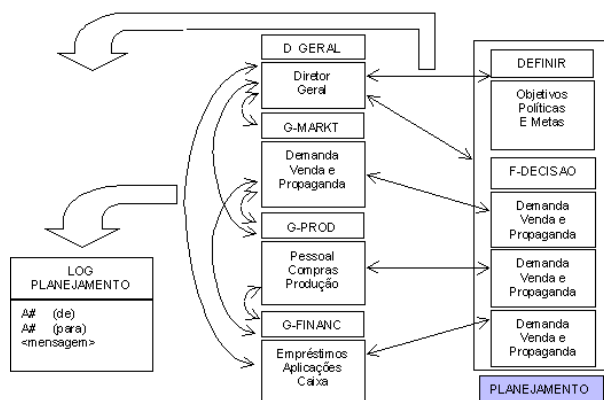 D GERAL
Diretor
Geral
G-MARKT
Demanda
Venda e
Propaganda
G-PROD
Pessoal
Compras
Produção
G-FINANC
Empréstimos
Aplicações
Caixa
DEFINIR
Objetivos
Políticas
E Metas
F-DECISAO
Demanda
Venda e
Propaganda
Demanda
Venda e
Propaganda
Demanda
Venda e
Propaganda
PLANEJAMENTO
LOG
PLANEJAMENTO
A# (de)
A# (para)
<mensagem>